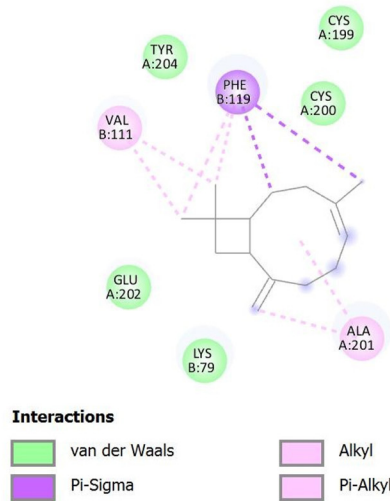 CYS
A:199
TYR
A:204
PHE
B:119
CYS
A:200
VAL
B:111
GLU
A:202
ALA
A:201
LYS
B:79
Interactions
van der Waals
Alkyl
Pi-Sigma
Pi-Alkyl